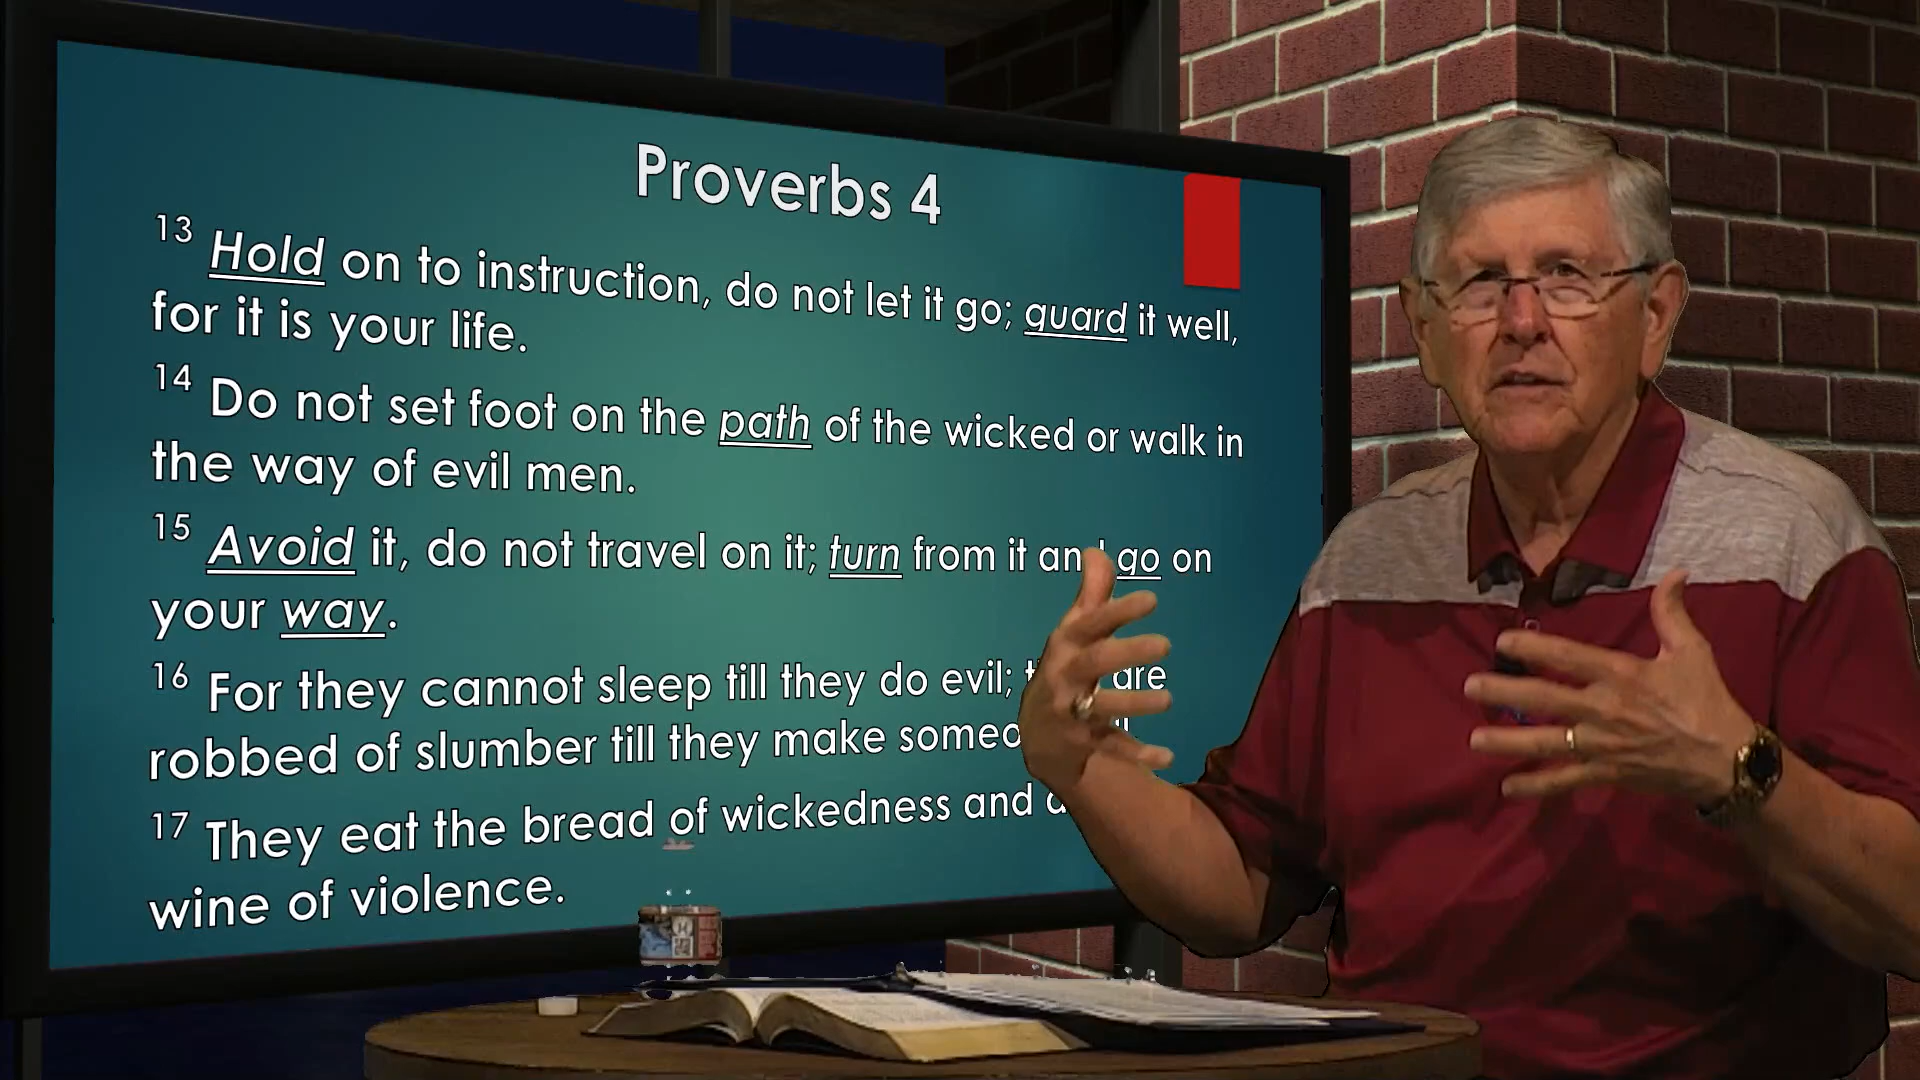 Proverbs 4
13 Hold on to instruction, do not let it go; guard it well,
for it is your life.
14 Do not set foot on the path of the wicked or walk in
the way of evil men.
15 Avoid it, do not travel on it; turn from it and go on
your way.
16 For they cannot sleep till they do evil; are
robbed of slumber till they make
17 They eat the bread of wickedness and
wine of violence.